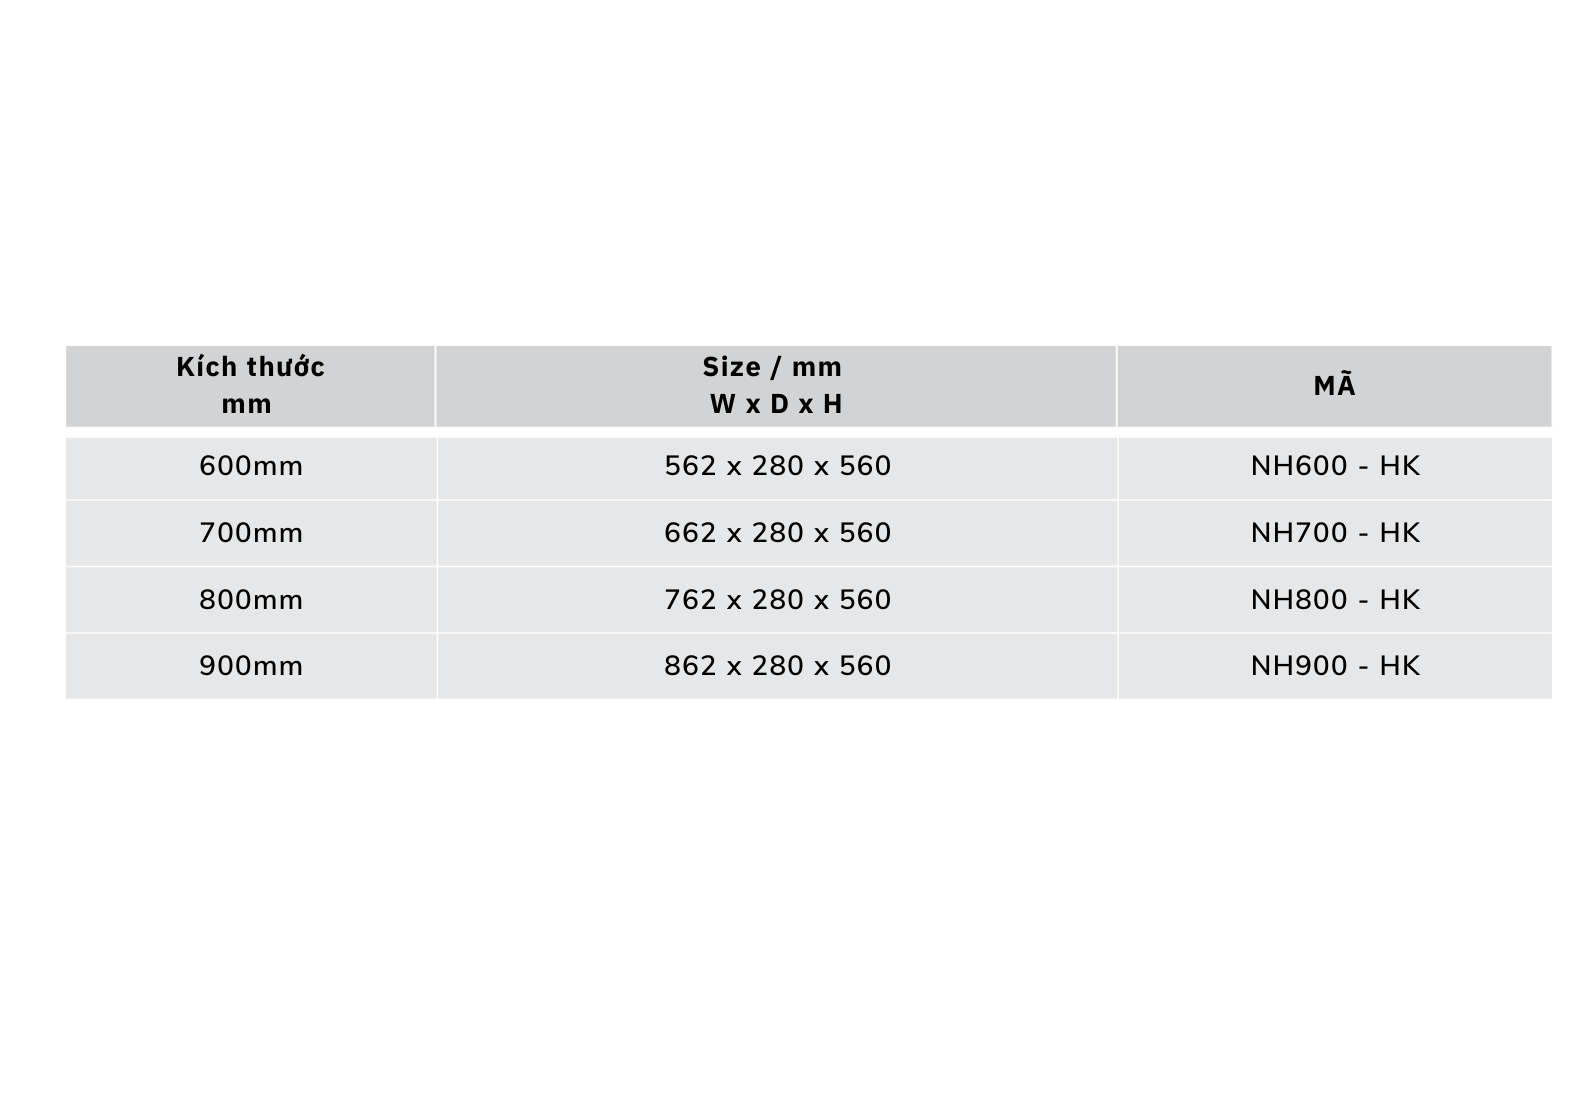 Kích thước
mm
Size / mm
W x D x H
MÃ
600mm
562 x 280 x 560
NH600 - HK
700mm
662 x 280 x 560
NH700 - HK
800mm
762 x 280 x 560
NH800 - HK
900mm
862 x 280 x 560
NH900 - HK